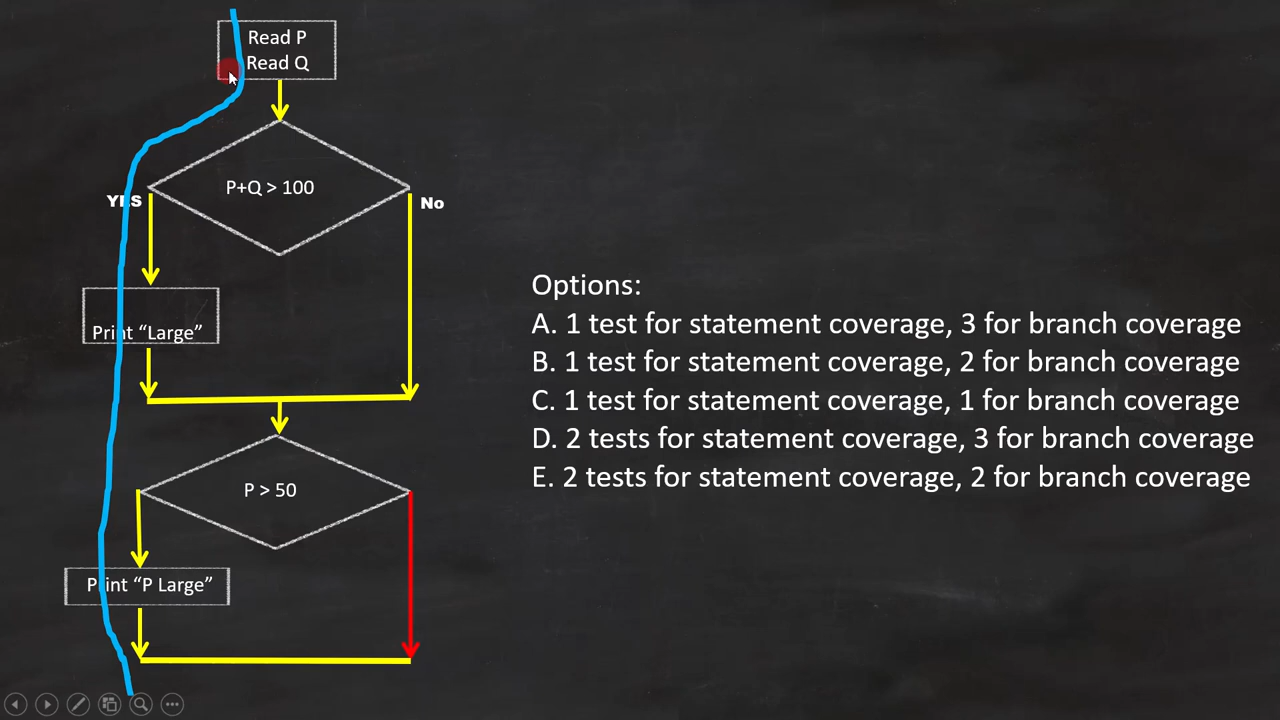 Read P
Read Q
P+Q > 100
YES
No
Print “Large”
P > 50
Print “P Large”
Options:
A. 1 test for statement coverage, 3 for branch coverage
B. 1 test for statement coverage, 2 for branch coverage
C. 1 test for statement coverage, 1 for branch coverage
D. 2 tests for statement coverage, 3 for branch coverage
E. 2 tests for statement coverage, 2 for branch coverage